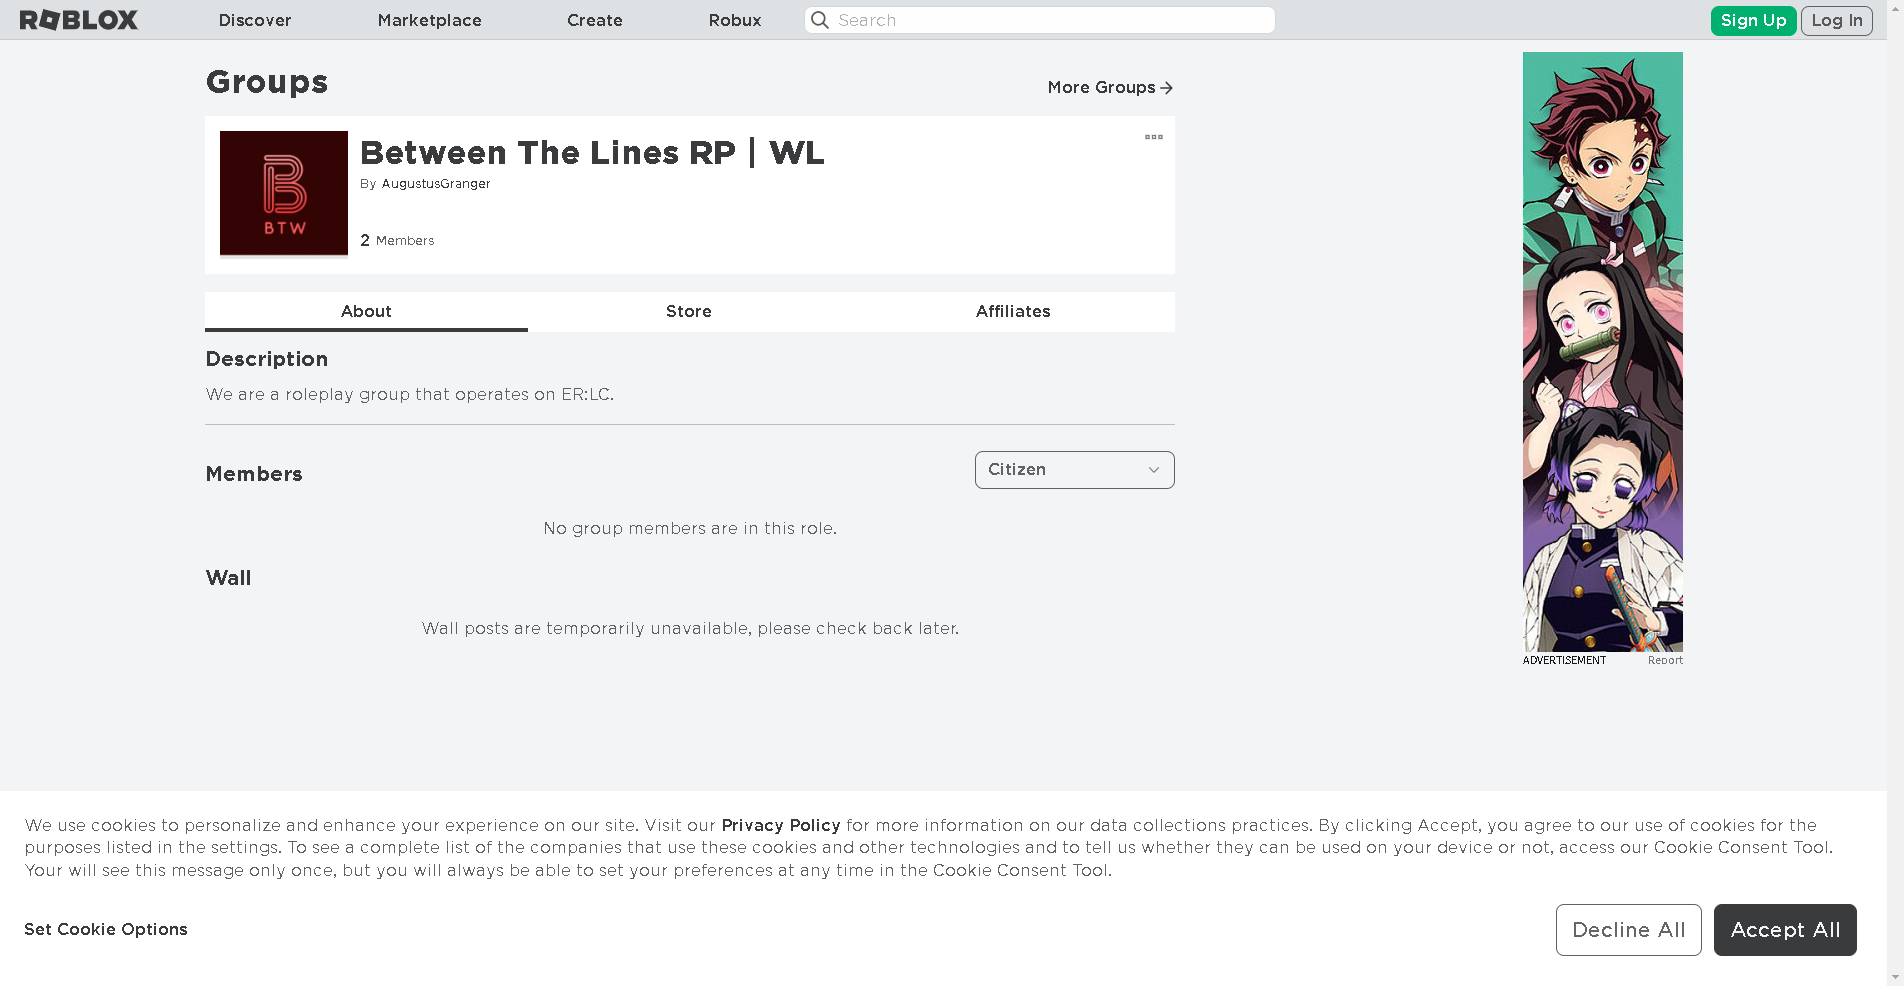 ROBLOX
Discover
Marketplace
Create
Robux
Search
Sign Up
Log In
Groups
More Groups
B
BTW
Between The Lines RP | WL
By AugustusGranger
2 Members
About
Store
Affiliates
Description
We are a roleplay group that operates on ER:LC.
Members
Citizen
No group members are in this role.
Wall
Wall posts are temporarily unavailable, please check back later.
ADVERTISEMENT
Report
We use cookies to personalize and enhance your experience on our site. Visit our Privacy Policy for more information on our data collections practices. By clicking Accept, you agree to our use of cookies for the
purposes listed in the settings. To see a complete list of the companies that use these cookies and other technologies and to tell us whether they can be used on your device or not, access our Cookie Consent Tool.
Your will see this message only once, but you will always be able to set your preferences at any time in the Cookie Consent Tool.
Set Cookie Options
Decline All
Accept All